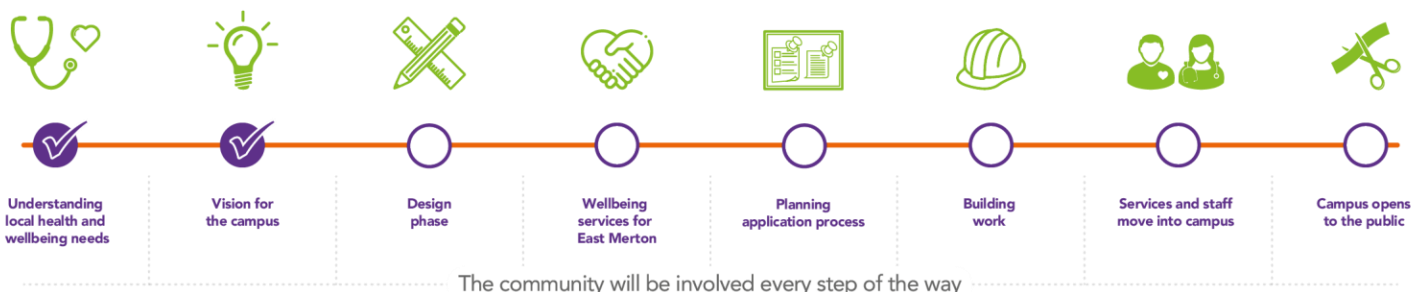 Understanding
local health and
wellbeing needs
Vision for
the campus
Design
phase
Wellbeing
services for
East Merton
Planning
application process
Building
work
Services and staff
move into campus
Campus opens
to the public
The community will be involved every step of the way